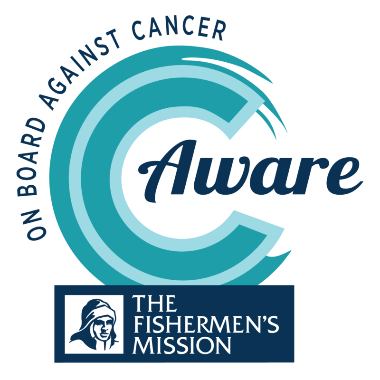 ON BOARD AGAINST CANCER
C
Aware
THE
FISHERMEN'S
MISSION